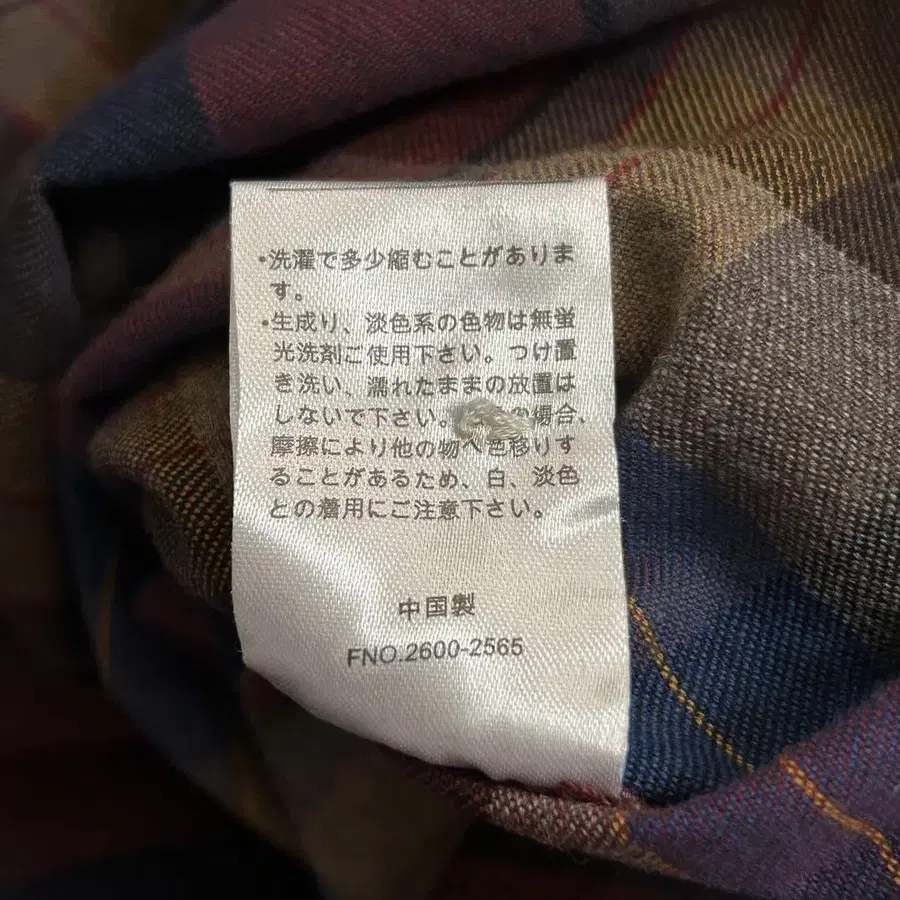 ・洗濯で多少縮むことがありま
す。
・生成り、淡色系の色物は無蛍
光洗剤ご使用下さい。つけ置
き洗い、濡れたままの放置は
しないで下さい。の場合、
摩擦により他の物へ色移りす
ることがあるため、白、淡色
との着用にご注意下さい。
中国製
FNO.2600-2565